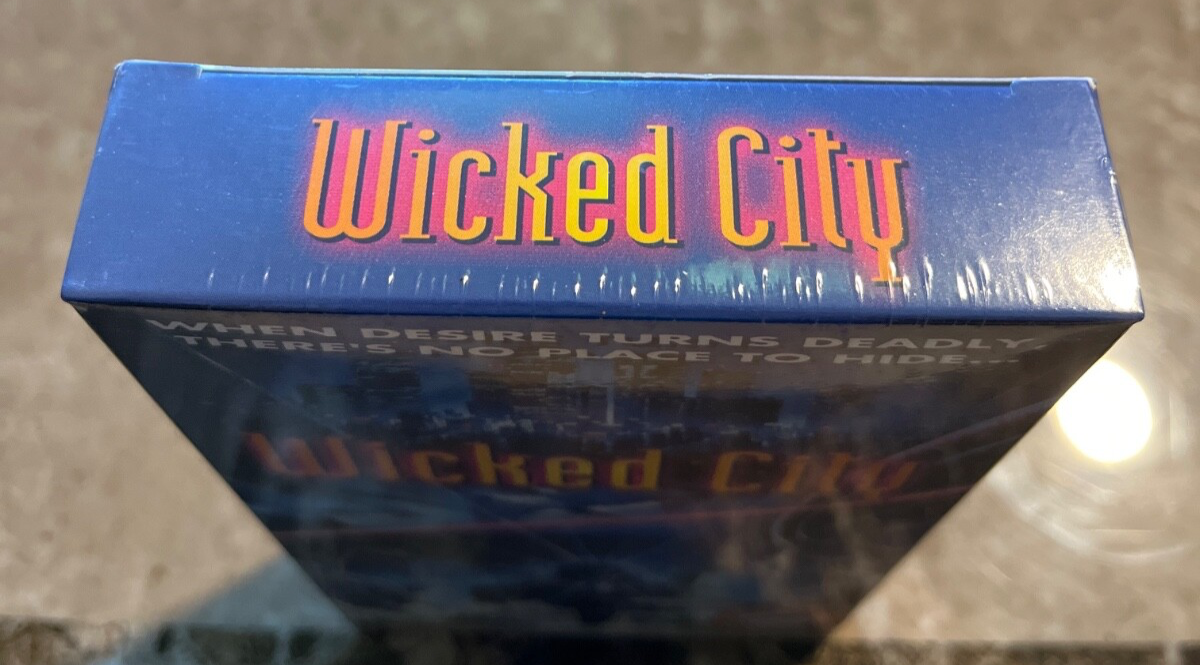 Wicked City
WHEN DESIRE TURNS DEADLY,
THERE'S NO PLACE TO HIDE...
Wicked City